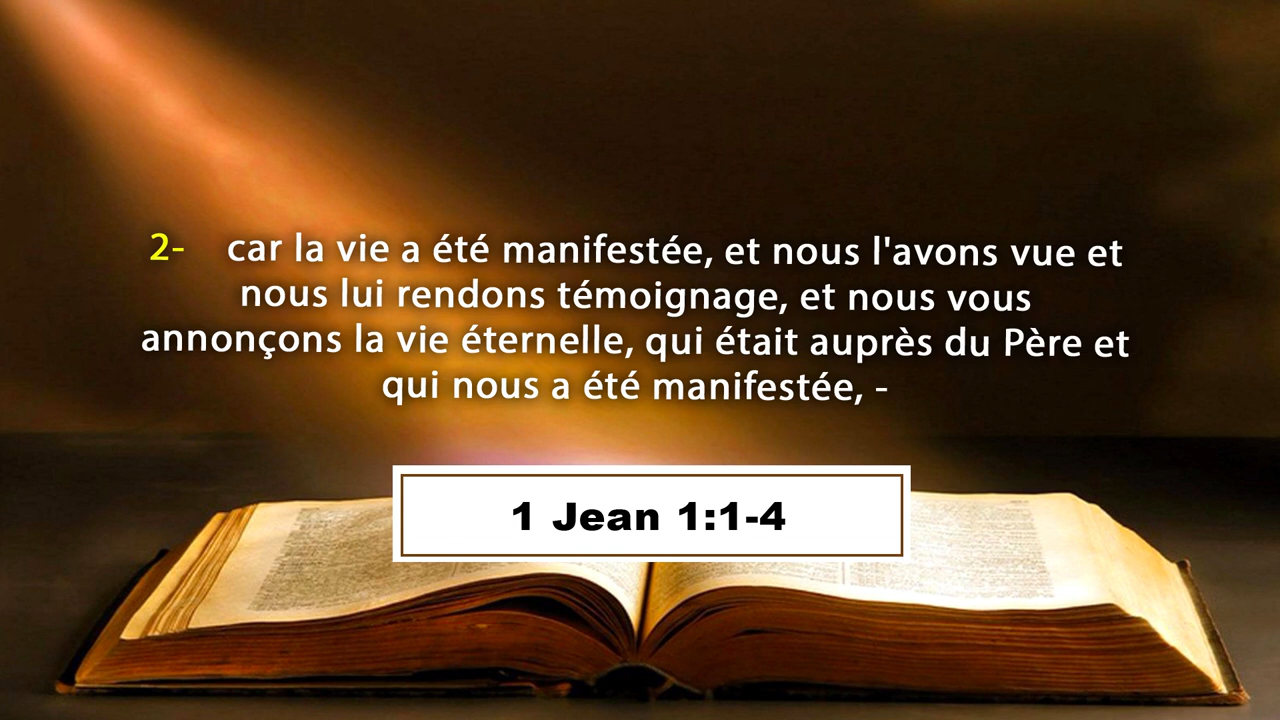 2- car la vie a été manifestée, et nous l'avons vue et
nous lui rendons témoignage, et nous vous
annonçons la vie éternelle, qui était auprès du Père et
qui nous a été manifestée, -
1 Jean 1:1-4